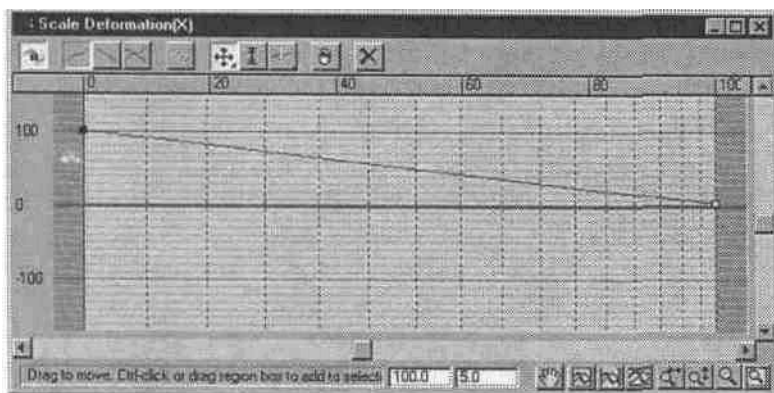 Scale Deformation(X)
0 20 40 60 80 100
100
0
-100
Drag to move. Ctrl-click or drag region box to add to selecti 100.0 5.0